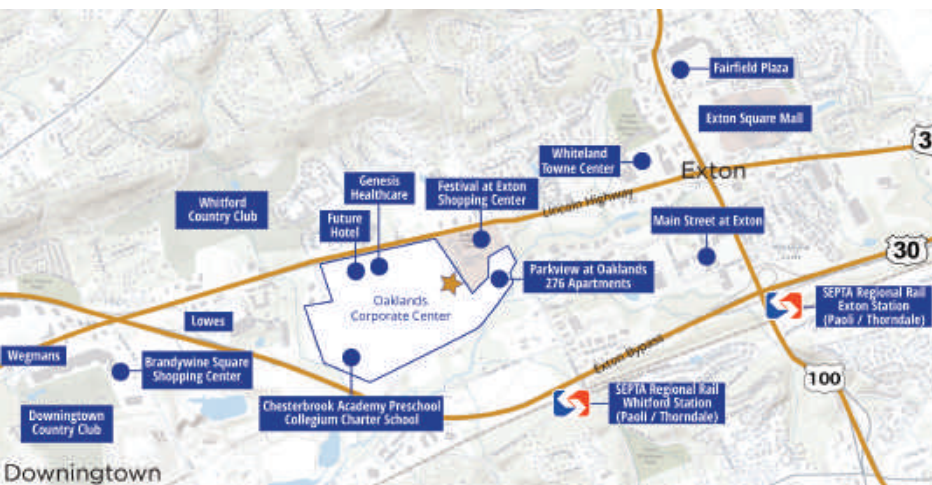 Fairfield Plaza
Exton Square Mall
3
Whiteland
Towne Center
Exton
Genesis
Healthcare
Festival at Exton
Shopping Center
Lincoln Highway
Whitford
Country Club
Future
Hotel
Main Street at Exton
30
Parkview at Oaklands
276 Apartments
Oaklands
Corporate Center
SEPTA Regional Rail
Exton Station
(Paoli / Thorndale)
Lowes
Exton Bypass
Wegmans
Brandywine Square
Shopping Center
100
SEPTA Regional Rail
Whitford Station
(Paoli / Thorndale)
Chesterbrook Academy Preschool
Collegium Charter School
Downingtown
Country Club
Downingtown